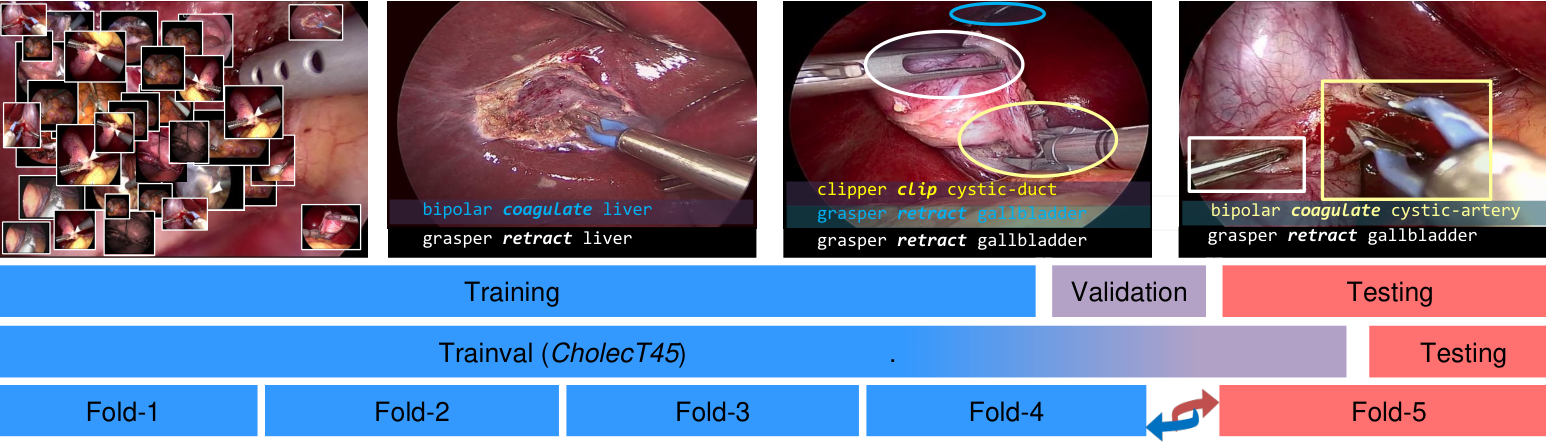 bipolar coagulate liver
grasper retract liver
clipper clip cystic-duct
grasper retract gallbladder
grasper retract gallbladder
bipolar coagulate cystic-artery
grasper retract gallbladder
Training
Validation
Testing
Trainval (CholecT45) .
Testing
Fold-1
Fold-2
Fold-3
Fold-4
Fold-5